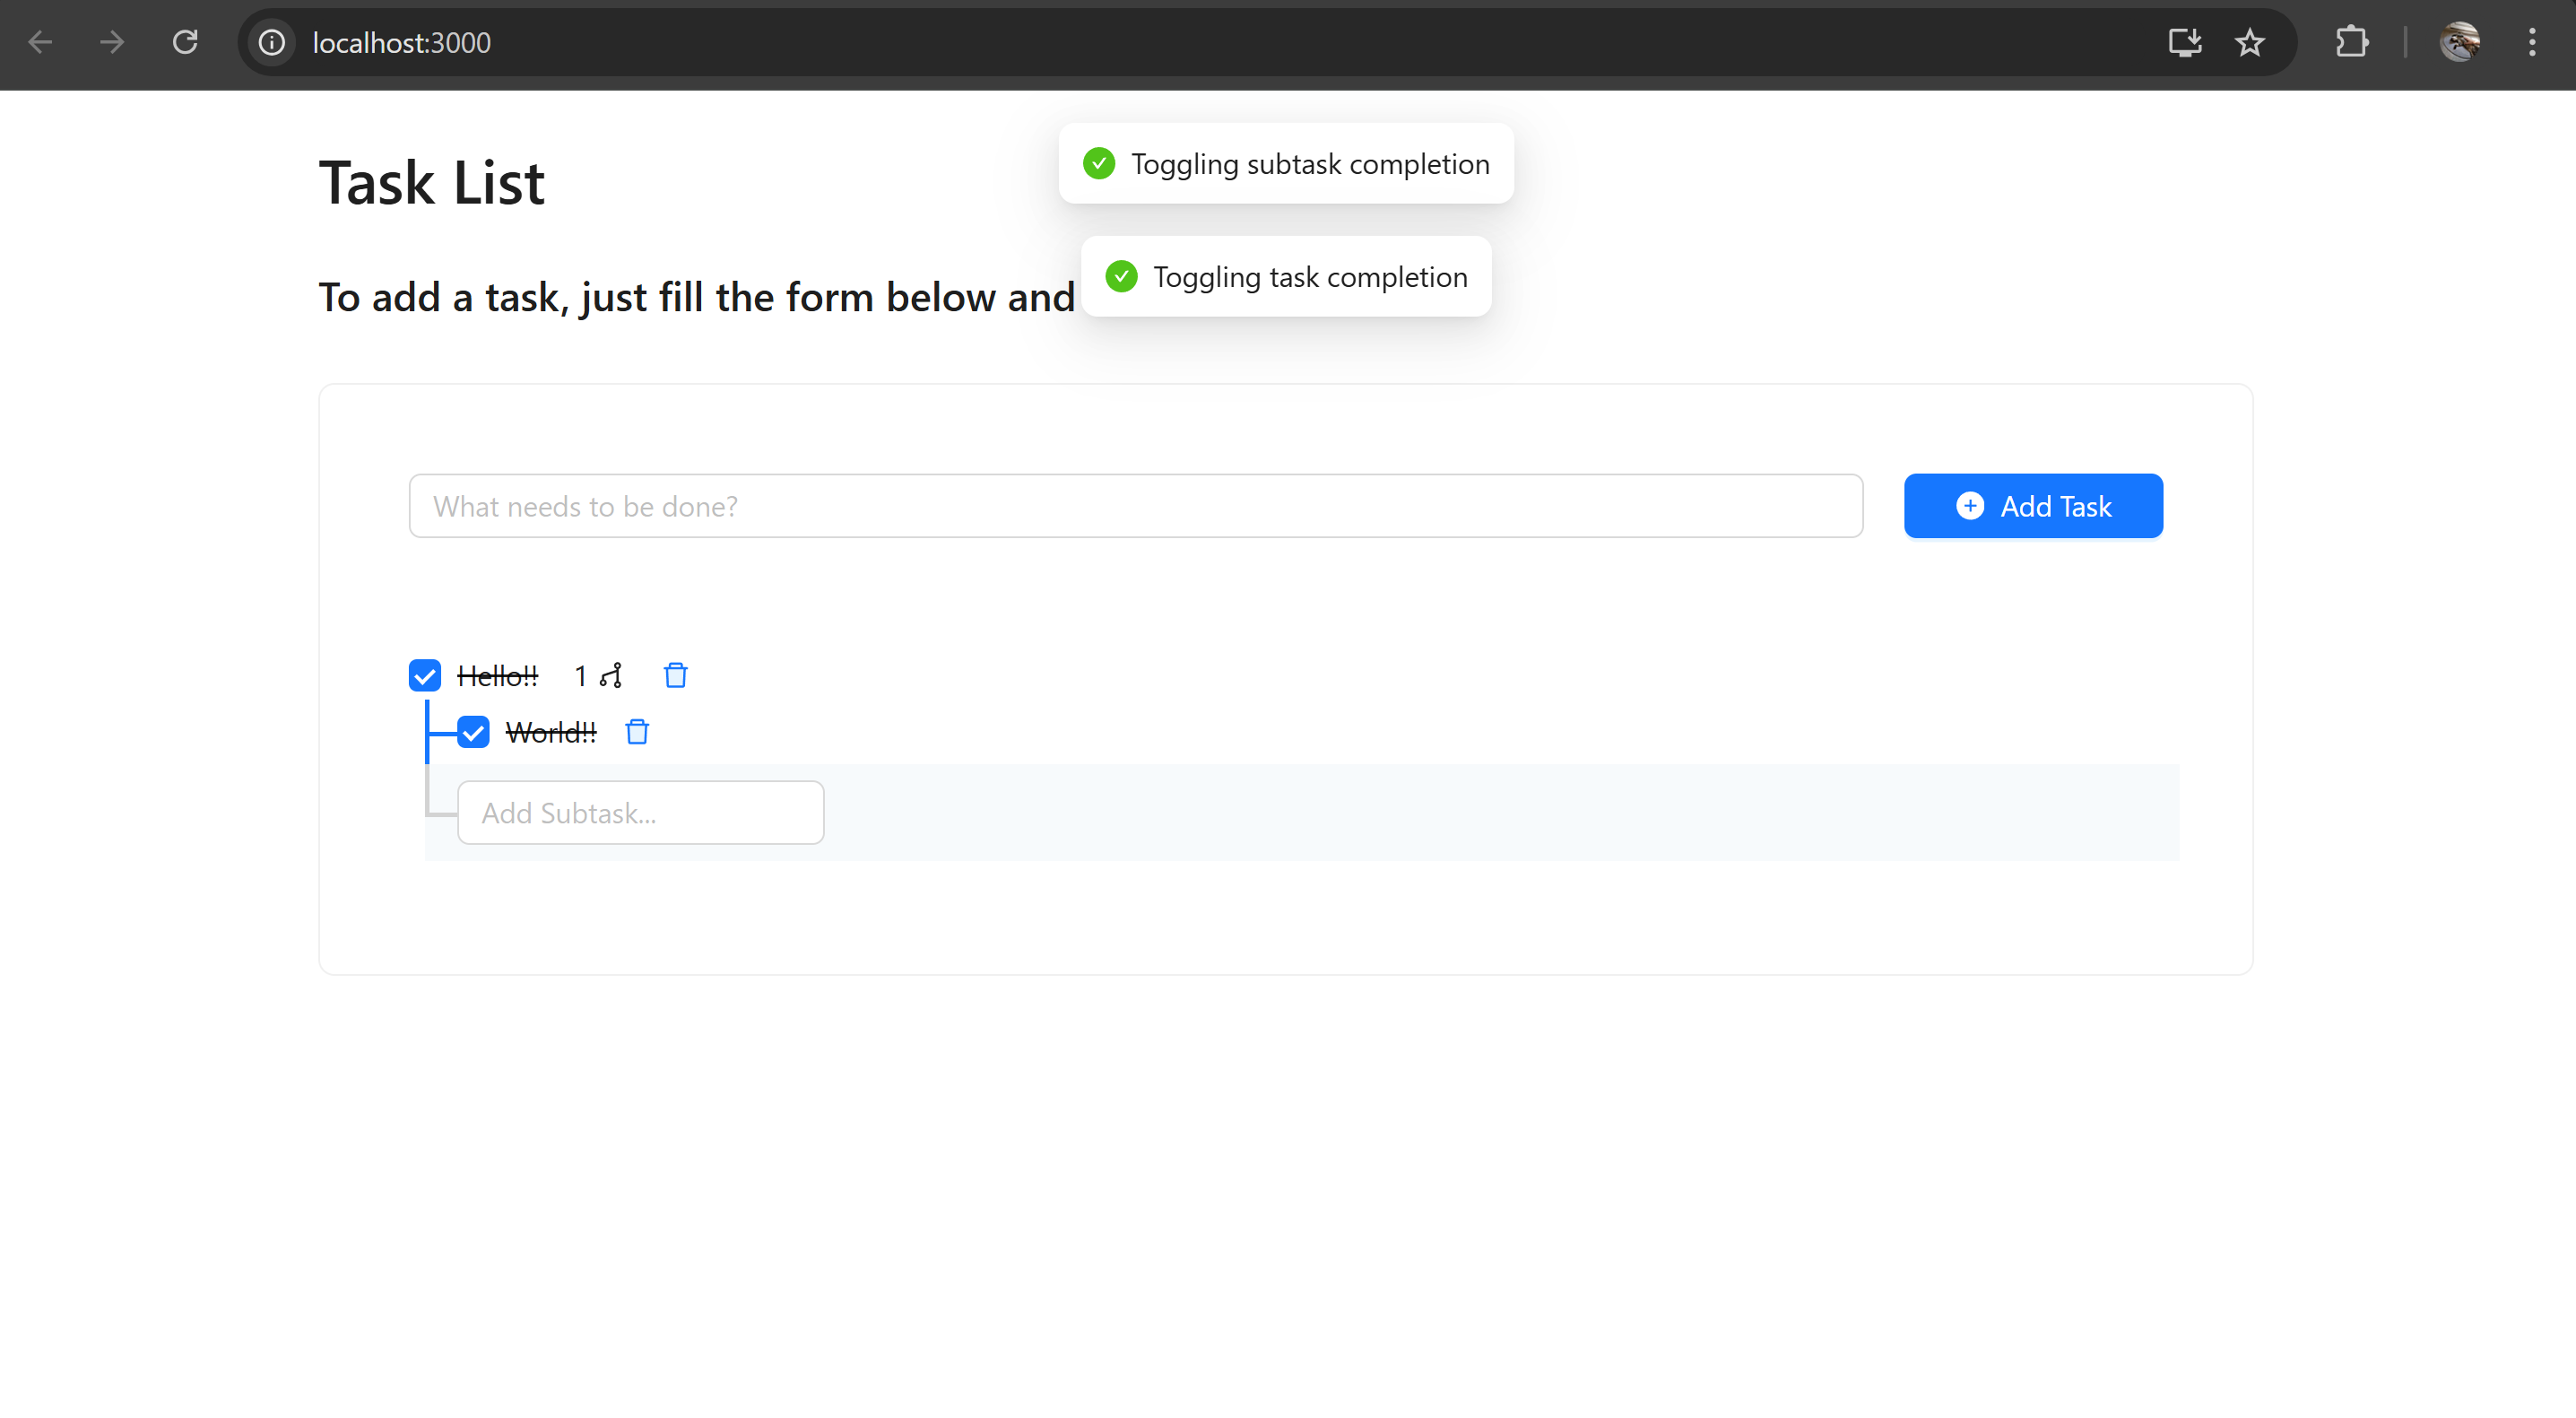 localhost:3000
Toggling subtask completion
Task List
Toggling task completion
To add a task, just fill the form below and
What needs to be done?
Add Task
Hello!! 1
World!!
Add Subtask...